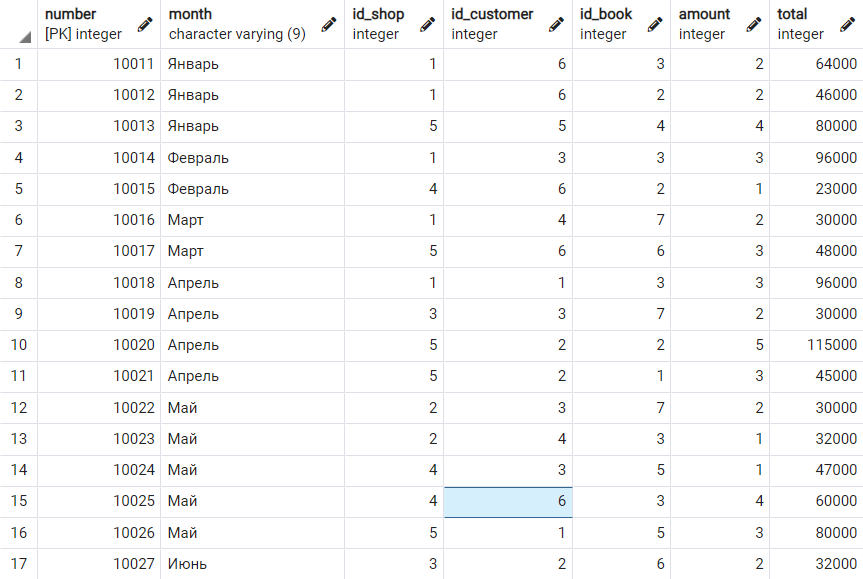 number month id_shop id_customer id_book amount total
[PK] integer character varying (9) integer integer integer integer integer
1 10011 Январь 1 6 3 2 64000
2 10012 Январь 1 6 2 2 46000
3 10013 Январь 5 5 4 4 80000
4 10014 Февраль 1 3 3 3 96000
5 10015 Февраль 4 6 2 1 23000
6 10016 Март 1 4 7 2 30000
7 10017 Март 5 6 6 3 48000
8 10018 Апрель 1 1 3 3 96000
9 10019 Апрель 3 3 7 2 30000
10 10020 Апрель 5 2 2 5 115000
11 10021 Апрель 5 2 1 3 45000
12 10022 Май 2 3 7 2 30000
13 10023 Май 2 4 3 1 32000
14 10024 Май 4 3 5 1 47000
15 10025 Май 4 6 3 4 60000
16 10026 Май 5 1 5 3 80000
17 10027 Июнь 3 2 6 2 32000